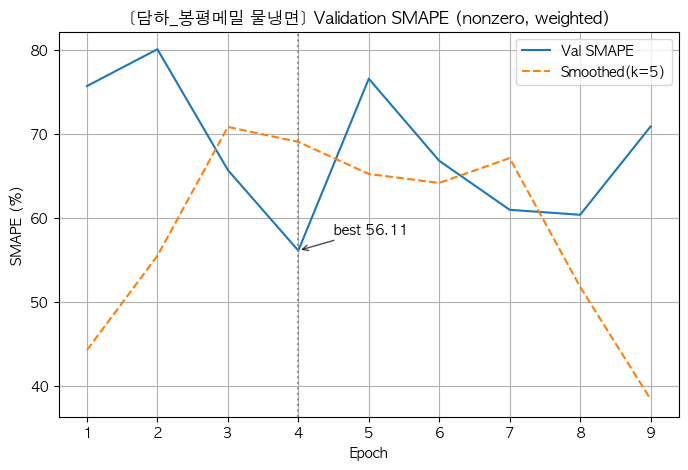 [담하_봉평메밀 물냉면] Validation SMAPE (nonzero, weighted)
Val SMAPE
Smoothed(k=5)
80
70
60
50
40
SMAPE (%)
best 56.11
1 2 3 4 5 6 7 8 9
Epoch